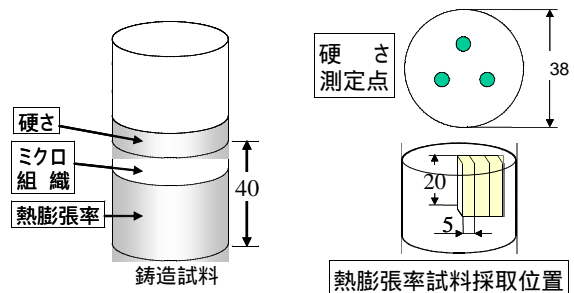 硬さ
ミクロ
組 織
熱膨張率
40
鋳造試料
硬 さ
測定点
38
20
5
熱膨張率試料採取位置